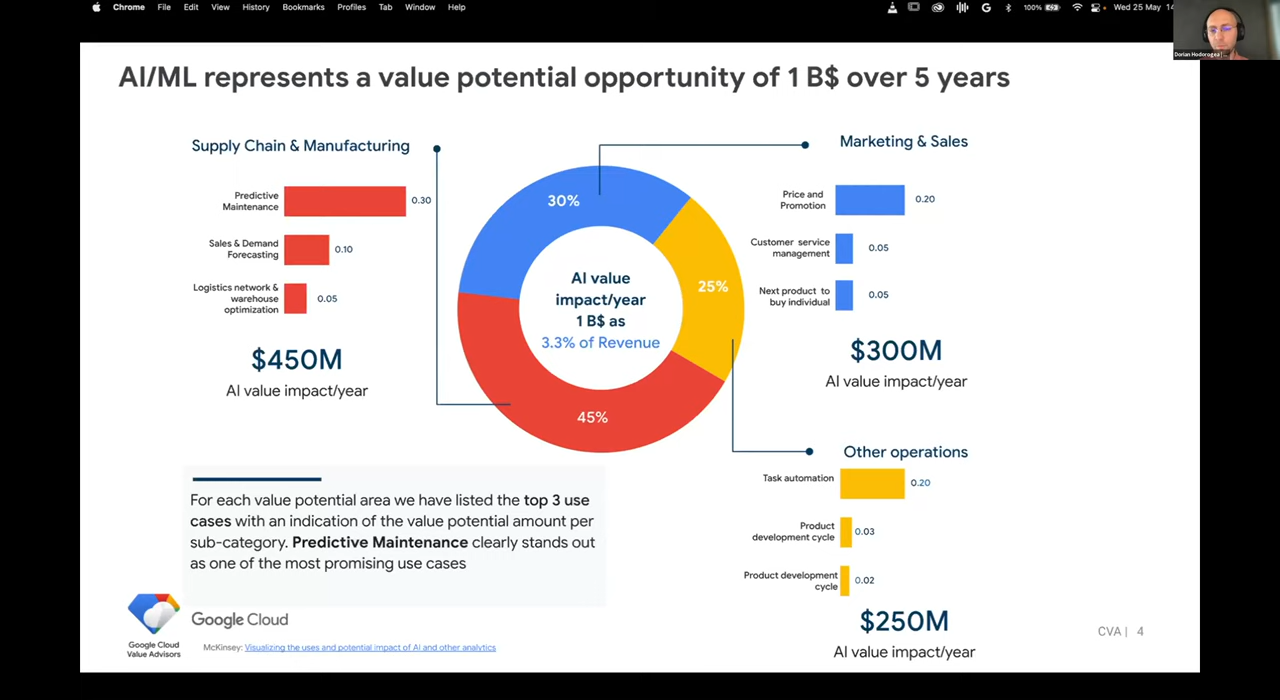 Chrome File Edit View History Bookmarks Profiles Tab Window Help
100% Wed 25 May
Dorian Hodorogea
AI/ML represents a value potential opportunity of 1 B$ over 5 years
Supply Chain & Manufacturing
Predictive
Maintenance
0.30
Sales & Demand
Forecasting
0.10
Logistics network &
warehouse
optimization
0.05
$450M
AI value impact/year
30%
25%
45%
AI value
impact/year
1 B$ as
3.3% of Revenue
Marketing & Sales
Price and
Promotion
0.20
Customer service
management
0.05
Next product to
buy individual
0.05
$300M
AI value impact/year
Other operations
Task automation
0.20
Product
development cycle
0.03
Product development
cycle
0.02
$250M
AI value impact/year
For each value potential area we have listed the top 3 use
cases with an indication of the value potential amount per
sub-category. Predictive Maintenance clearly stands out
as one of the most promising use cases
Google Cloud
Value Advisors
Google Cloud
McKinsey: Visualizing the uses and potential impact of AI and other analytics
CVA | 4